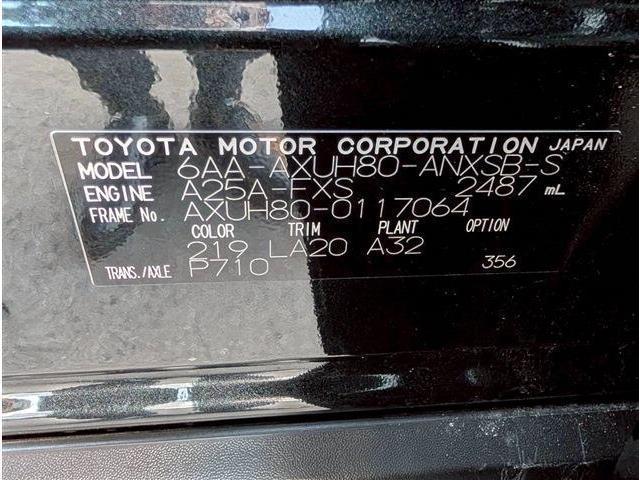 TOYOTA MOTOR CORPORATION JAPAN
MODEL 6AA-AXUH80-ANXSB-S
ENGINE A25A-FXS 2487 mL
FRAME No. AXUH80-0117064
COLOR TRIM PLANT OPTION
219 LA20 A32
TRANS./AXLE P710 356